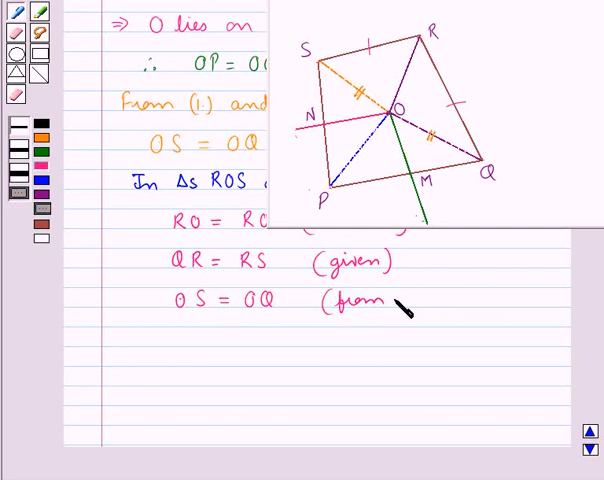 ⇒ O lies on
∴ OP = O
From (1.) and
OS = OQ
In Δs ROS
RO = RO
QR = RS (given)
OS = OQ (from
S
R
N
O
P
M
Q